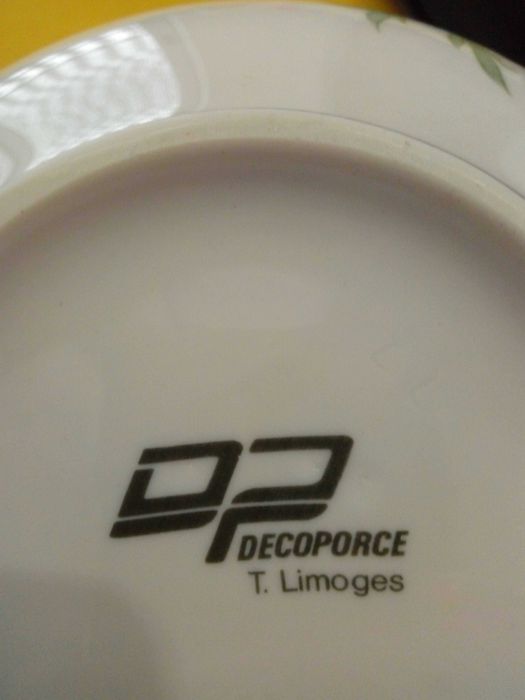 DP
DECOPORCE
T. Limoges